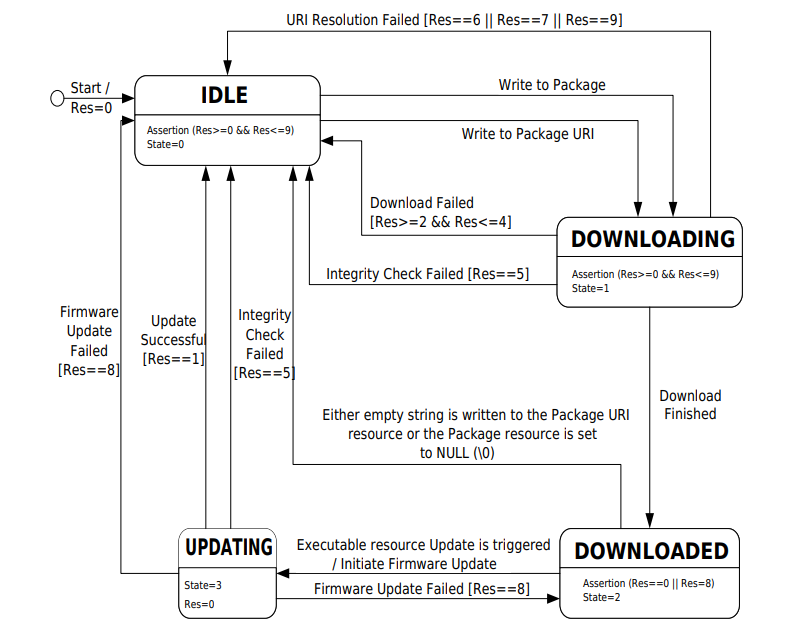 URI Resolution Failed [Res==6 || Res==7 || Res==9]
Start /
Res=0
IDLE
Assertion (Res>=0 && Res<=9)
State=0
Write to Package
Write to Package URI
Download Failed
[Res>=2 && Res<=4]
DOWNLOADING
Assertion (Res>=0 && Res<=9)
State=1
Integrity Check Failed [Res==5]
Firmware
Update
Failed
[Res==8]
Update
Successful
[Res==1]
Integrity
Check
Failed
[Res==5]
Download
Finished
Either empty string is written to the Package URI
resource or the Package resource is set
to NULL (\0)
UPDATING
State=3
Res=0
Executable resource Update is triggered
/ Initiate Firmware Update
Firmware Update Failed [Res==8]
DOWNLOADED
Assertion (Res==0 || Res=8)
State=2